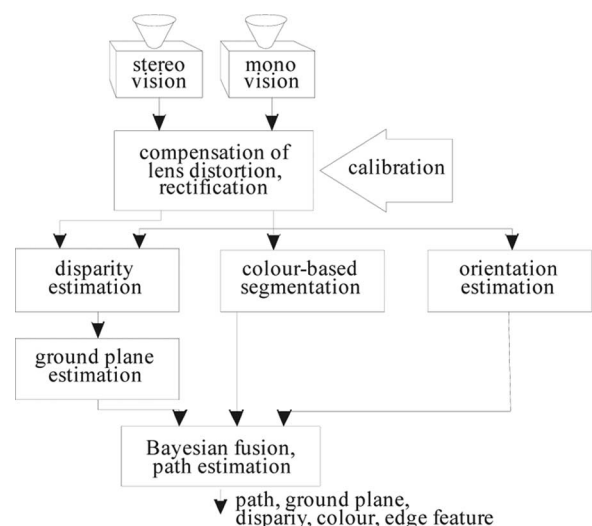 stereo
vision
mono
vision
compensation of
lens distortion,
rectification
calibration
disparity
estimation
colour-based
segmentation
orientation
estimation
ground plane
estimation
Bayesian fusion,
path estimation
path, ground plane,
dispariy, colour, edge feature